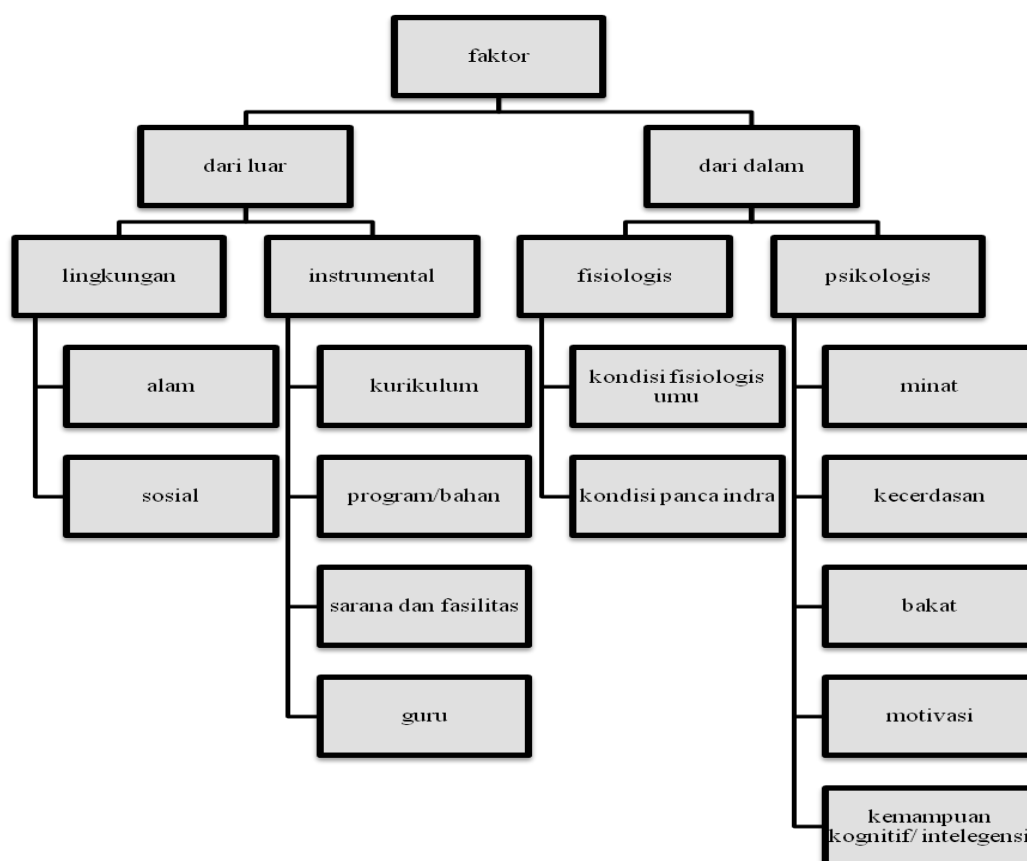 faktor
dari luar
dari dalam
lingkungan
instrumental
fisiologis
psikologis
alam
kurikulum
kondisi fisiologis
umu
minat
sosial
program/bahan
kondisi panca indra
kecerdasan
sarana dan fasilitas
bakat
guru
motivasi
kemampuan
kognitif/ intelegensi